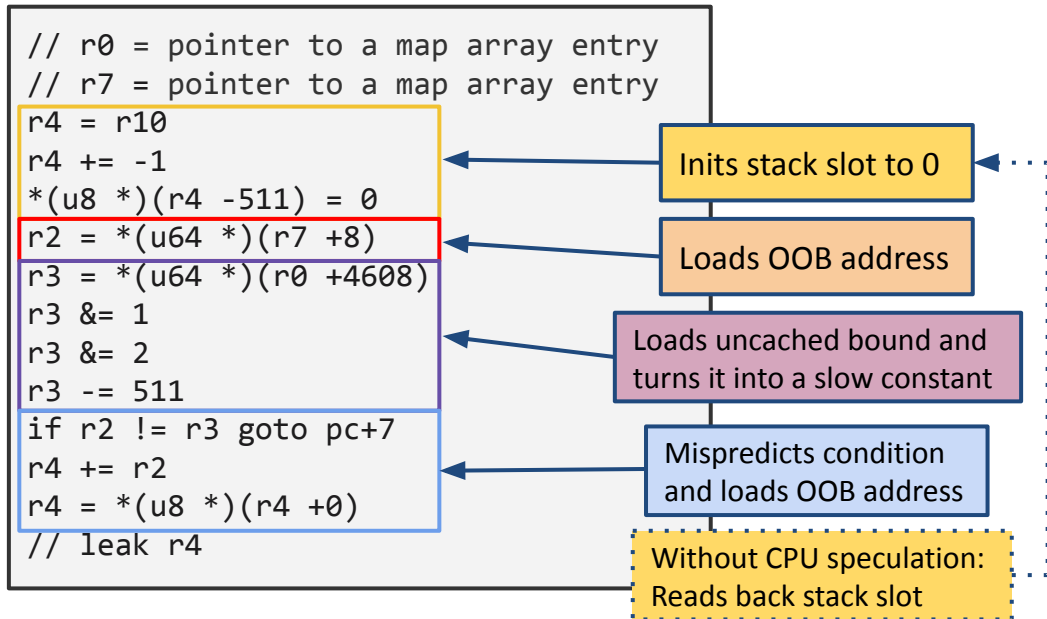 // r0 = pointer to a map array entry
// r7 = pointer to a map array entry
r4 = r10
r4 += -1
*(u8 *)(r4 -511) = 0
r2 = *(u64 *)(r7 +8)
r3 = *(u64 *)(r0 +4608)
r3 &= 1
r3 &= 2
r3 -= 511
if r2 != r3 goto pc+7
r4 += r2
r4 = *(u8 *)(r4 +0)
// leak r4
Inits stack slot to 0
Loads OOB address
Loads uncached bound and
turns it into a slow constant
Mispredicts condition
and loads OOB address
Without CPU speculation:
Reads back stack slot